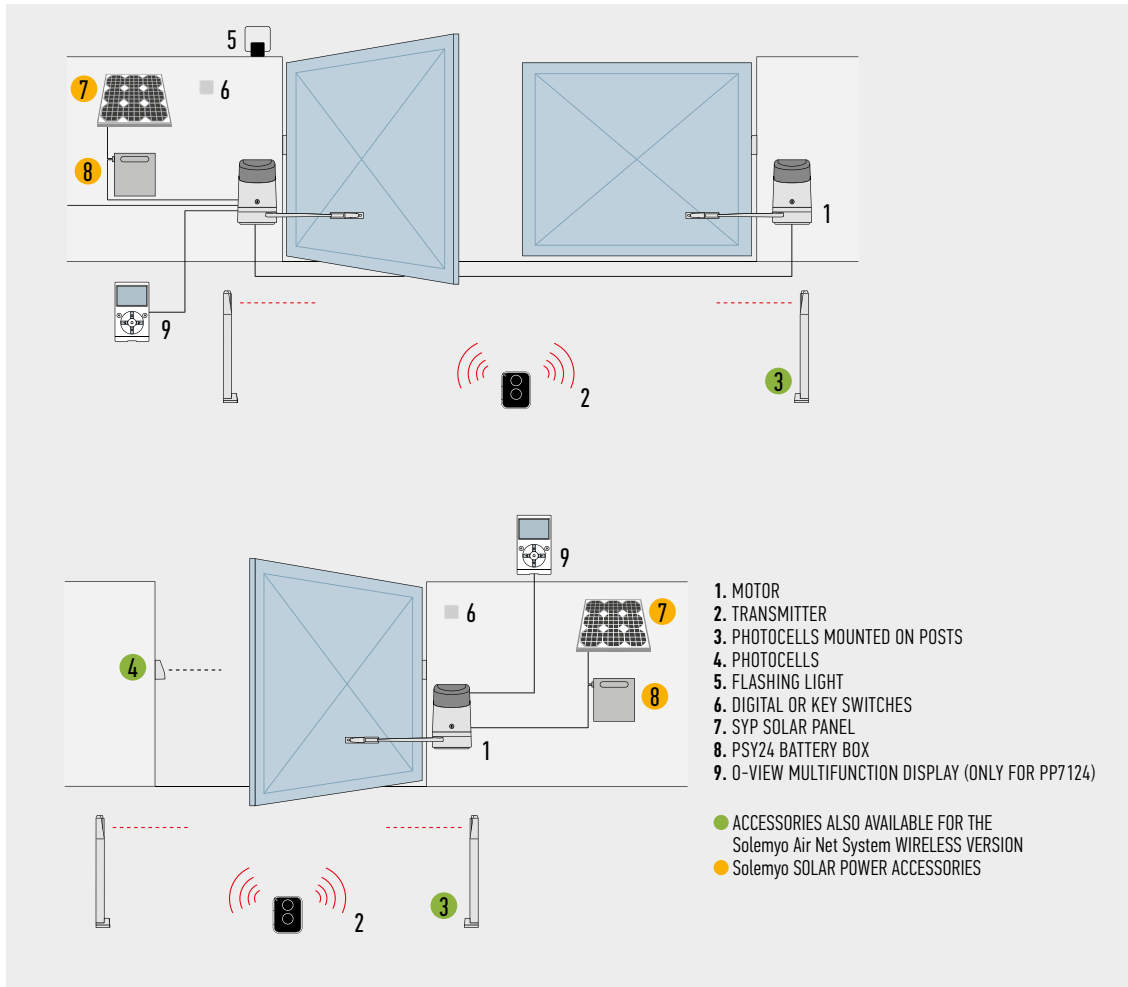 5
7
6
8
1
9
3
2
9
6
7
4
8
1
1. MOTOR
2. TRANSMITTER
3. PHOTOCELLS MOUNTED ON POSTS
4. PHOTOCELLS
5. FLASHING LIGHT
6. DIGITAL OR KEY SWITCHES
7. SYP SOLAR PANEL
8. PSY24 BATTERY BOX
9. O-VIEW MULTIFUNCTION DISPLAY (ONLY FOR PP7124)
ACCESSORIES ALSO AVAILABLE FOR THE
Solemyo Air Net System WIRELESS VERSION
Solemyo SOLAR POWER ACCESSORIES
3
2